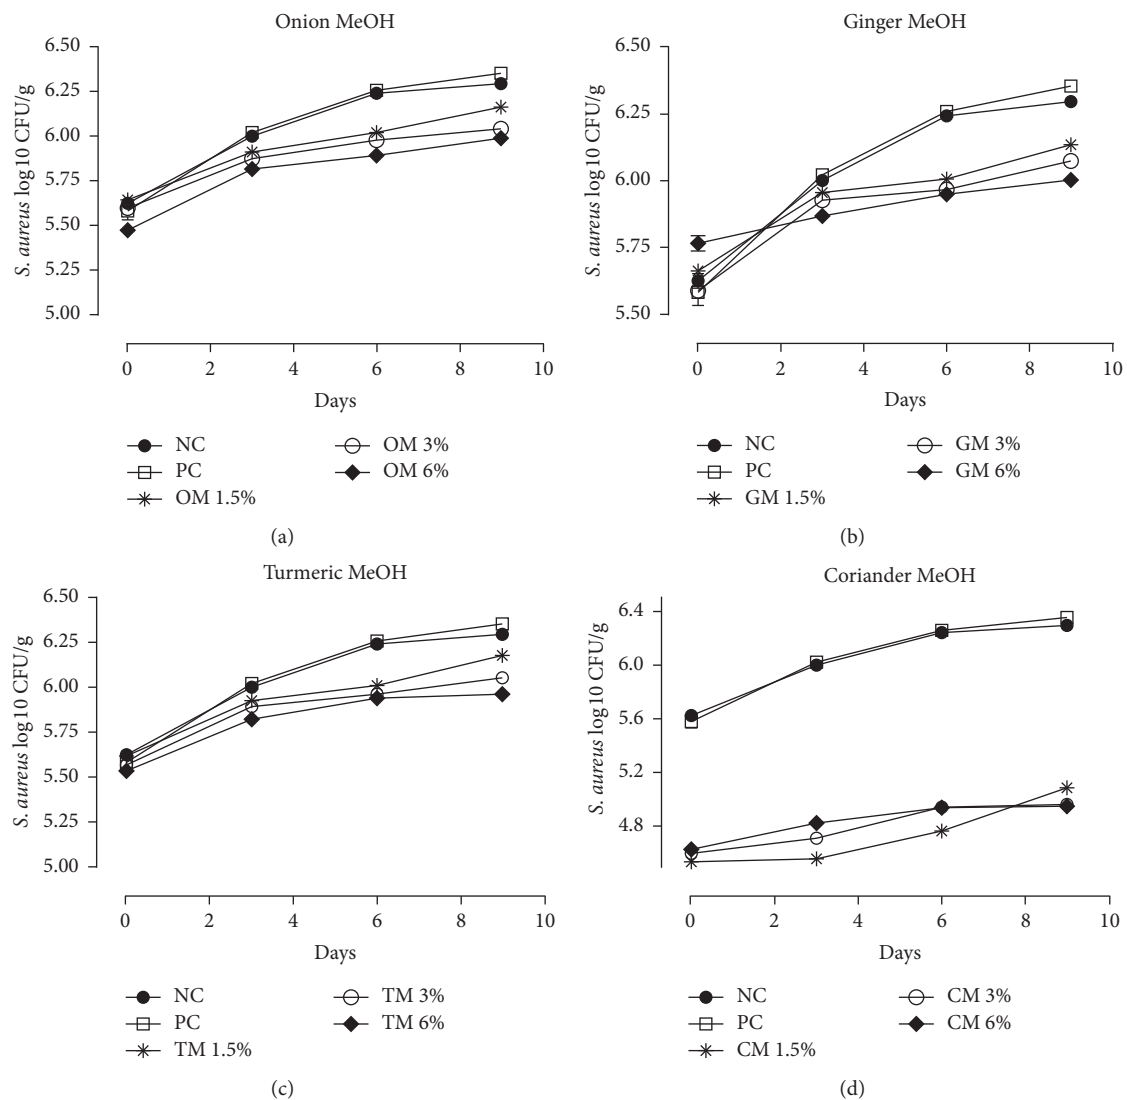 Onion MeOH
6.50
6.25
6.00
5.75
5.50
5.25
5.00
S. aureus log10 CFU/g
0 2 4 6 8 10
Days
NC
PC
OM 1.5%
OM 3%
OM 6%
(a)
Ginger MeOH
6.50
6.25
6.00
5.75
5.50
S. aureus log10 CFU/g
0 2 4 6 8 10
Days
NC
PC
GM 1.5%
GM 3%
GM 6%
(b)
Turmeric MeOH
6.50
6.25
6.00
5.75
5.50
5.25
5.00
S. aureus log10 CFU/g
0 2 4 6 8 10
Days
NC
PC
TM 1.5%
TM 3%
TM 6%
(c)
Coriander MeOH
6.4
6.0
5.6
5.2
4.8
S. aureus log10 CFU/g
0 2 4 6 8 10
Days
NC
PC
CM 1.5%
CM 3%
CM 6%
(d)